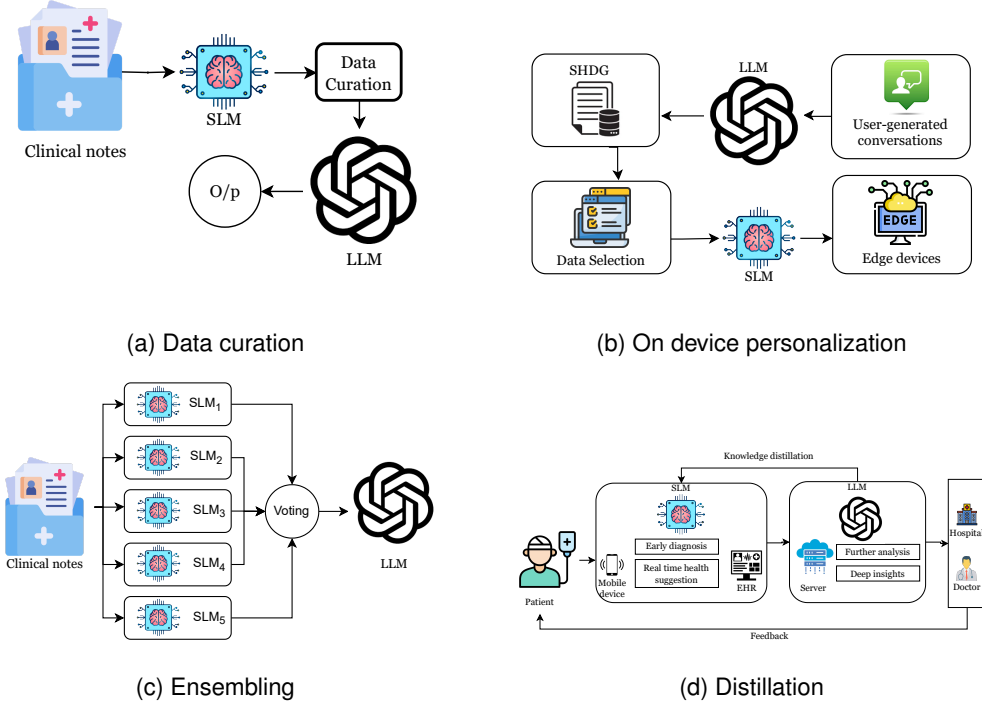 Clinical notes
SLM
Data
Curation
O/p
LLM
(a) Data curation
SHDG
LLM
User-generated
conversations
Data Selection
SLM
EDGE
Edge devices
(b) On device personalization
Clinical notes
SLM1
SLM2
SLM3
SLM4
SLM5
Voting
LLM
(c) Ensembling
Knowledge distillation
SLM
Early diagnosis
Real time health
suggestion
Mobile
device
EHR
Patient
LLM
Server
Further analysis
Deep insights
Hospital
Doctor
Feedback
(d) Distillation